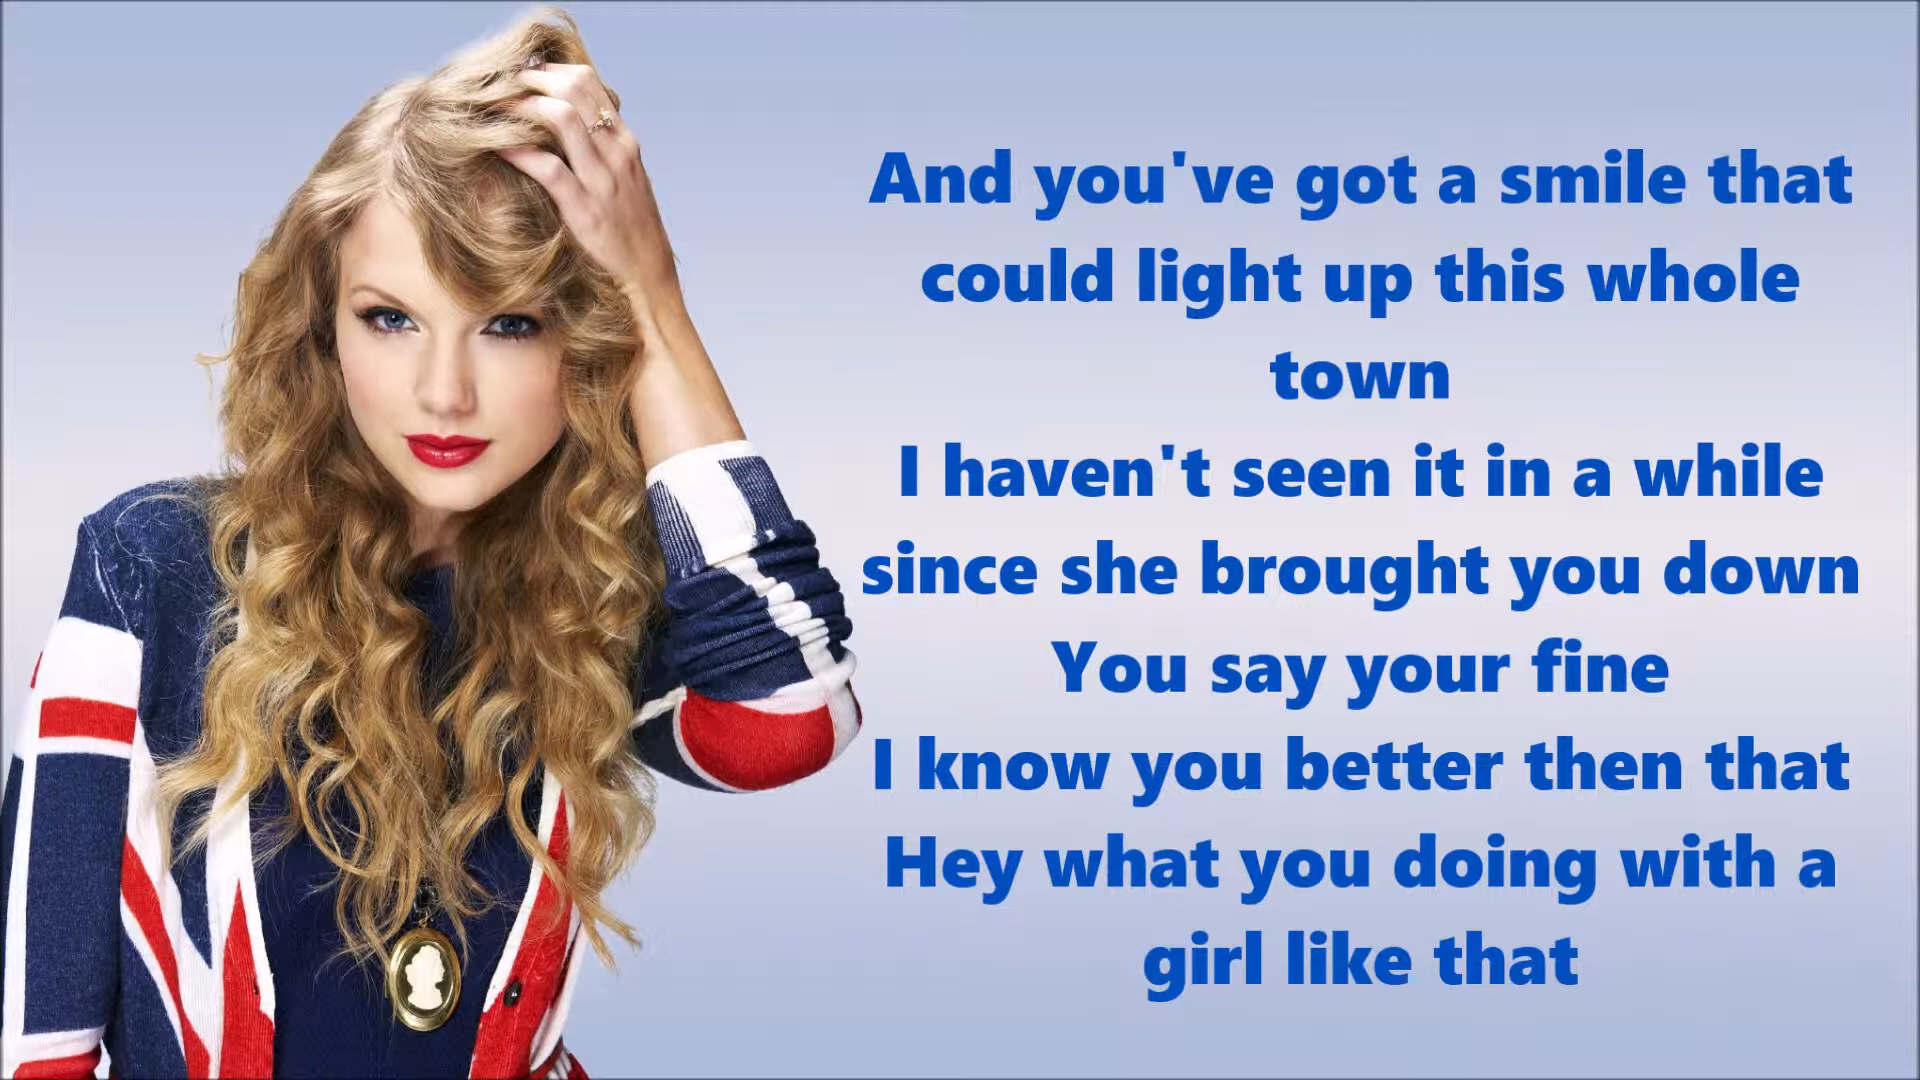 And you've got a smile that
could light up this whole
town
I haven't seen it in a while
since she brought you down
You say your fine
I know you better then that
Hey what you doing with a
girl like that